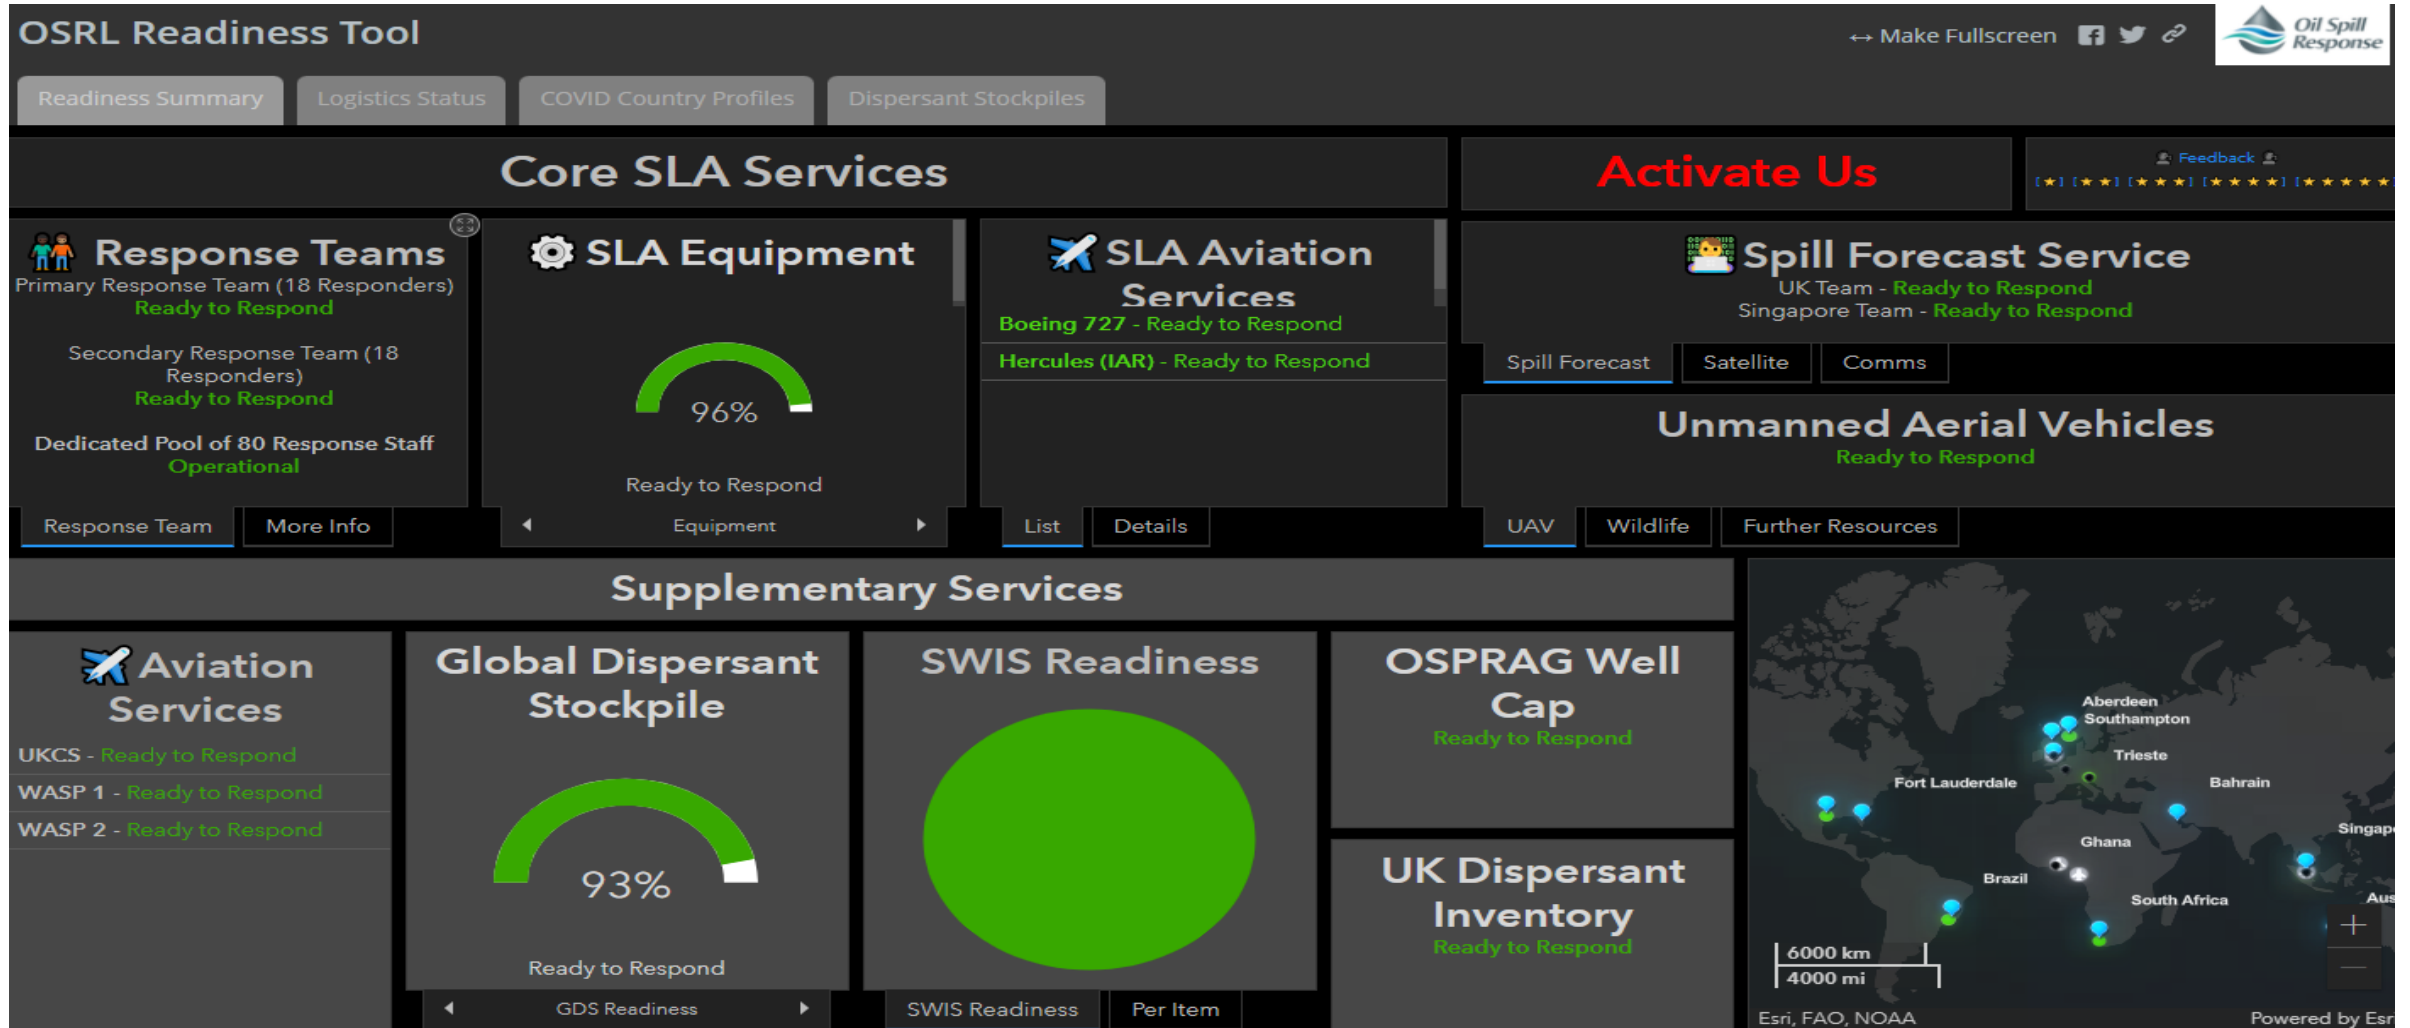 OSRL Readiness Tool
↔ Make Fullscreen
Oil Spill
Response
Readiness Summary
Logistics Status
COVID Country Profiles
Dispersant Stockpiles
Core SLA Services
Activate Us
Feedback
[★] [★★] [★★★] [★★★★] [★★★★★
Response Teams
Primary Response Team (18 Responders)
Ready to Respond
Secondary Response Team (18
Responders)
Ready to Respond
Dedicated Pool of 80 Response Staff
Operational
Response Team
More Info
SLA Equipment
96%
Ready to Respond
Equipment
SLA Aviation
Services
Boeing 727 - Ready to Respond
Hercules (IAR) - Ready to Respond
List
Details
Spill Forecast Service
UK Team - Ready to Respond
Singapore Team - Ready to Respond
Spill Forecast
Satellite
Comms
Unmanned Aerial Vehicles
Ready to Respond
UAV
Wildlife
Further Resources
Supplementary Services
Aviation
Services
UKCS - Ready to Respond
WASP 1 - Ready to Respond
WASP 2 - Ready to Respond
Global Dispersant
Stockpile
93%
Ready to Respond
GDS Readiness
SWIS Readiness
SWIS Readiness
Per Item
OSPRAG Well
Cap
Ready to Respond
UK Dispersant
Inventory
Ready to Respond
Aberdeen
Southampton
Trieste
Fort Lauderdale
Bahrain
Singap
Ghana
Brazil
South Africa
Aus
+
−
6000 km
4000 mi
Esri, FAO, NOAA
Powered by Esr